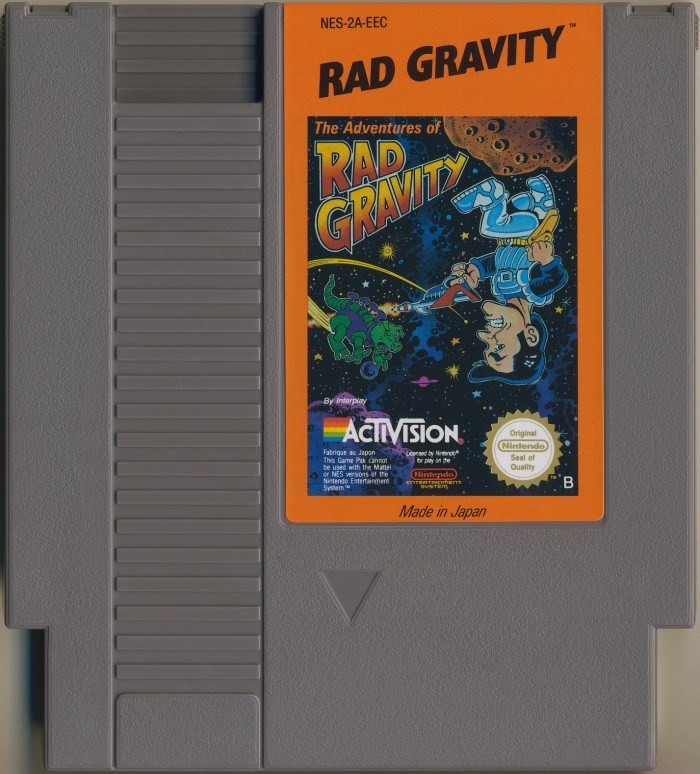 NES-2A-EEC
RAD GRAVITY™
The Adventures of
RAD
GRAVITY
By Interplay
ACTIVISION®
Fabriqué au Japon
This Game Pak cannot
be used with the Mattel
or NES versions of the
Nintendo Entertainment
System.™
Licensed by Nintendo®
for play on the
Nintendo
ENTERTAINMENT
SYSTEM™
Original
Nintendo
Seal of
Quality
™
B
Made in Japan